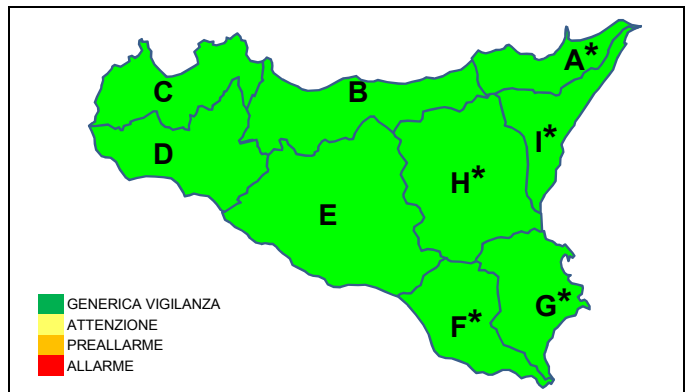 A*
C
B
I*
D
H*
E
G*
F*
GENERICA VIGILANZA
ATTENZIONE
PREALLARME
ALLARME